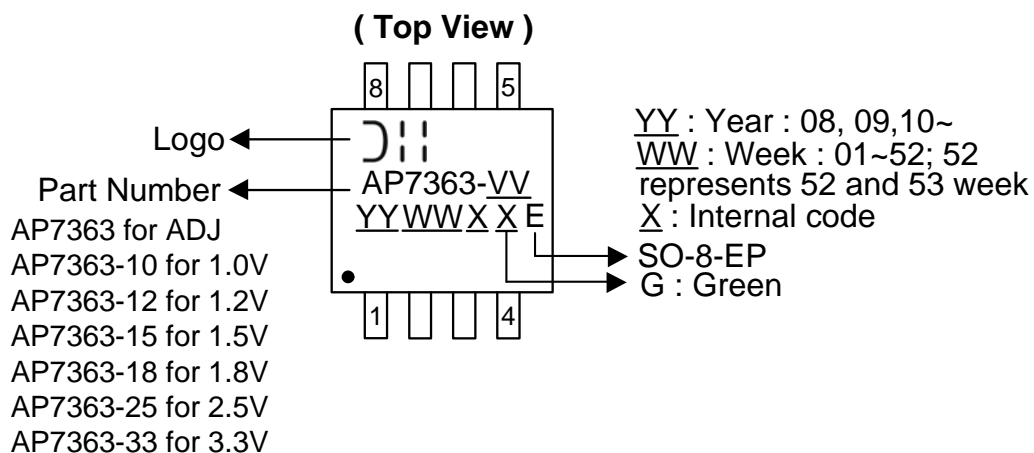 ( Top View )
8 5
Logo
AP7363-VV
YYWWX X E
1 4
Part Number
AP7363 for ADJ
AP7363-10 for 1.0V
AP7363-12 for 1.2V
AP7363-15 for 1.5V
AP7363-18 for 1.8V
AP7363-25 for 2.5V
AP7363-33 for 3.3V
YY : Year : 08, 09,10~
WW : Week : 01~52; 52
represents 52 and 53 week
X : Internal code
SO-8-EP
G : Green